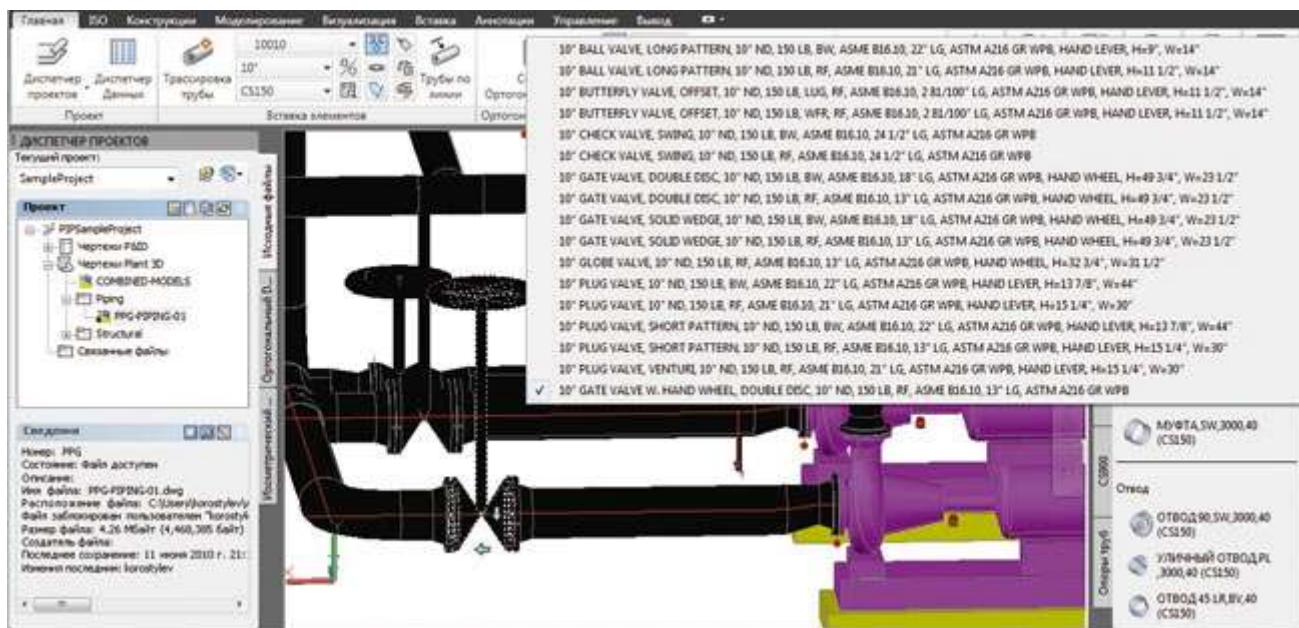 Главная ISO Конструкции Моделирование Визуализация Вставка Аннотации Управление Вывод
10010
10"
CS150
Диспетчер проектов
Диспетчер Данных
Трассировка трубы
Трубы по линии
Проект
Вставка элементов
ДИСПЕТЧЕР ПРОЕКТОВ
Текущий проект:
SampleProject
Проект
PIPSampleProject
Чертежи P&ID
Чертежи Plant 3D
COMBINED-MODELS
Piping
PPG-PIPING-01
Structural
Связанные файлы
Исходные файлы
Ортогональный D...
Изометрический ...
Сведения
Номер: PPG
Состояние: Файл доступен
Описание:
Имя файла: PPG-PIPING-01.dwg
Расположение файла: C:\Users\korostylev\
Файл заблокирован пользователем "korostyl
Размер файла: 4.26 Мбайт (4,460,385 байт)
Создатель файла:
Последнее сохранение: 11 июня 2010 г. 21:
Изменил последним: korostylev
10" BALL VALVE, LONG PATTERN, 10" ND, 150 LB, BW, ASME B16.10, 22" LG, ASTM A216 GR WPB, HAND LEVER, H=9", W=14"
10" BALL VALVE, LONG PATTERN, 10" ND, 150 LB, RF, ASME B16.10, 21" LG, ASTM A216 GR WPB, HAND LEVER, H=11 1/2", W=14"
10" BUTTERFLY VALVE, OFFSET, 10" ND, 150 LB, LUG, RF, ASME B16.10, 2 81/100" LG, ASTM A216 GR WPB, HAND LEVER, H=11 1/2", W=14"
10" BUTTERFLY VALVE, OFFSET, 10" ND, 150 LB, WFR, RF, ASME B16.10, 2 81/100" LG, ASTM A216 GR WPB, HAND LEVER, H=11 1/2", W=14"
10" CHECK VALVE, SWING, 10" ND, 150 LB, BW, ASME B16.10, 24 1/2" LG, ASTM A216 GR WPB
10" CHECK VALVE, SWING, 10" ND, 150 LB, RF, ASME B16.10, 24 1/2" LG, ASTM A216 GR WPB
10" GATE VALVE, DOUBLE DISC, 10" ND, 150 LB, BW, ASME B16.10, 18" LG, ASTM A216 GR WPB, HAND WHEEL, H=49 3/4", W=23 1/2"
10" GATE VALVE, DOUBLE DISC, 10" ND, 150 LB, RF, ASME B16.10, 13" LG, ASTM A216 GR WPB, HAND WHEEL, H=49 3/4", W=23 1/2"
10" GATE VALVE, SOLID WEDGE, 10" ND, 150 LB, BW, ASME B16.10, 18" LG, ASTM A216 GR WPB, HAND WHEEL, H=49 3/4", W=23 1/2"
10" GATE VALVE, SOLID WEDGE, 10" ND, 150 LB, RF, ASME B16.10, 13" LG, ASTM A216 GR WPB, HAND WHEEL, H=49 3/4", W=23 1/2"
10" GLOBE VALVE, 10" ND, 150 LB, RF, ASME B16.10, 13" LG, ASTM A216 GR WPB, HAND WHEEL, H=32 3/4", W=31 1/2"
10" PLUG VALVE, 10" ND, 150 LB, BW, ASME B16.10, 22" LG, ASTM A216 GR WPB, HAND LEVER, H=13 7/8", W=44"
10" PLUG VALVE, 10" ND, 150 LB, RF, ASME B16.10, 21" LG, ASTM A216 GR WPB, HAND LEVER, H=15 1/4", W=30"
10" PLUG VALVE, SHORT PATTERN, 10" ND, 150 LB, BW, ASME B16.10, 22" LG, ASTM A216 GR WPB, HAND LEVER, H=13 7/8", W=44"
10" PLUG VALVE, SHORT PATTERN, 10" ND, 150 LB, RF, ASME B16.10, 13" LG, ASTM A216 GR WPB, HAND LEVER, H=15 1/4", W=30"
10" PLUG VALVE, VENTURI, 10" ND, 150 LB, RF, ASME B16.10, 21" LG, ASTM A216 GR WPB, HAND LEVER, H=15 1/4", W=30"
10" GATE VALVE W. HAND WHEEL, DOUBLE DISC, 10" ND, 150 LB, RF, ASME B16.10, 13" LG, ASTM A216 GR WPB
CS300
Опоры труб
МУФТА,SW,3000,40
(CS150)
Отвод
ОТВОД 90,SW,3000,40
(CS150)
УЛИЧНЫЙ ОТВОД,PL
,3000,40 (CS150)
ОТВОД 45 LR,BV,40
(CS150)